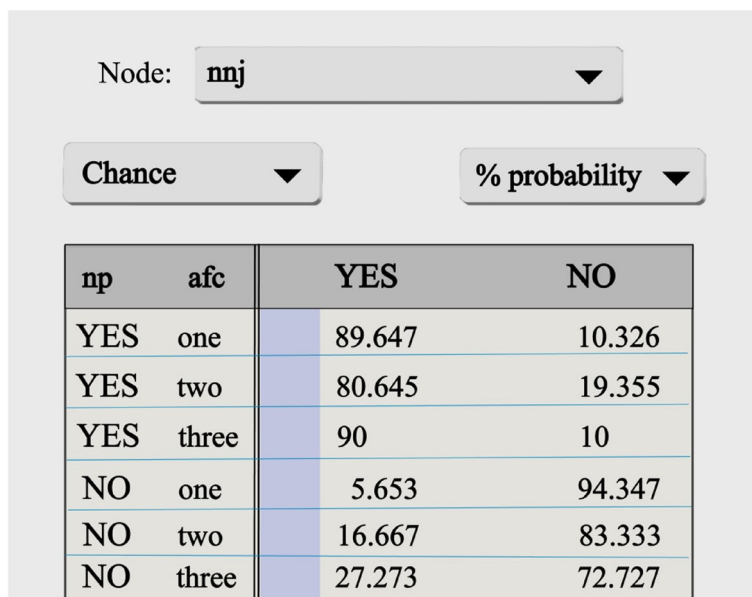 Node: nnj
Chance % probability
np afc YES NO
YES one 89.647 10.326
YES two 80.645 19.355
YES three 90 10
NO one 5.653 94.347
NO two 16.667 83.333
NO three 27.273 72.727